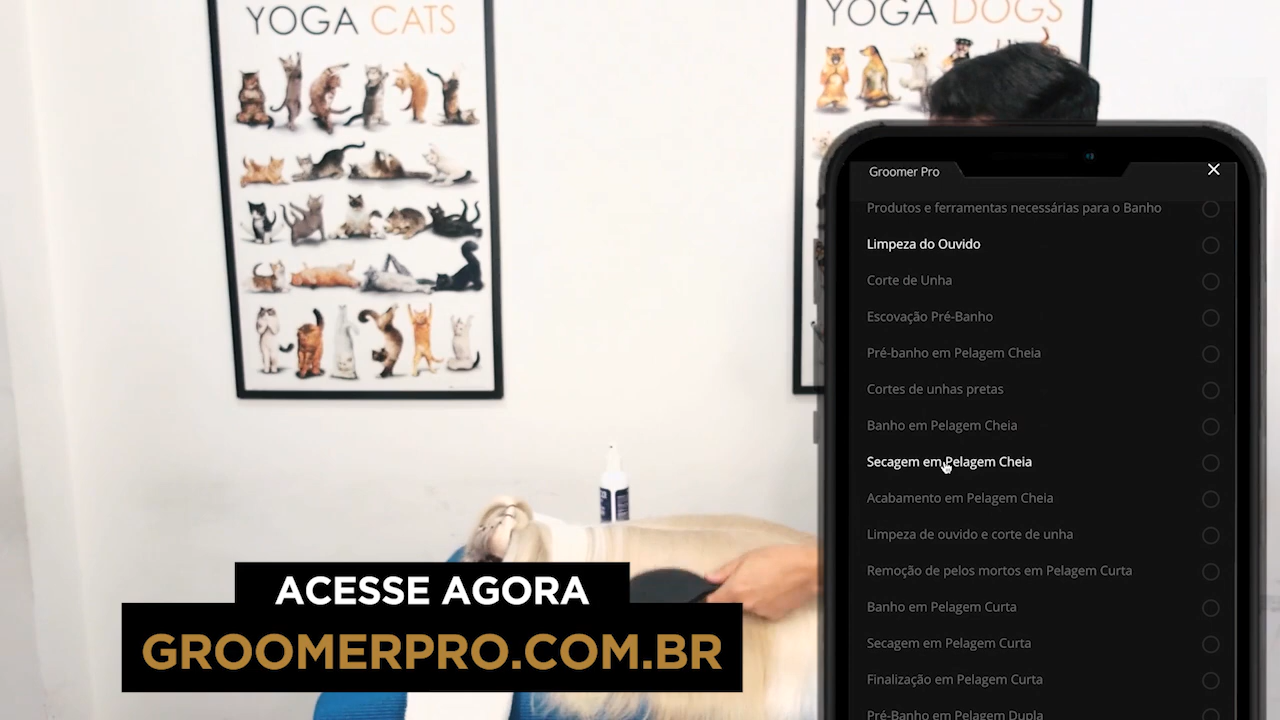 YOGA CATS
YOGA DOGS
Groomer Pro
Produtos e ferramentas necessárias para o Banho
Limpeza do Ouvido
Corte de Unha
Escovação Pré-Banho
Pré-banho em Pelagem Cheia
Cortes de unhas pretas
Banho em Pelagem Cheia
Secagem em Pelagem Cheia
Acabamento em Pelagem Cheia
Limpeza de ouvido e corte de unha
Remoção de pelos mortos em Pelagem Curta
Banho em Pelagem Curta
Secagem em Pelagem Curta
Finalização em Pelagem Curta
Pré-Banho em Pelagem Dupla
ACESSE AGORA
GROOMERPRO.COM.BR